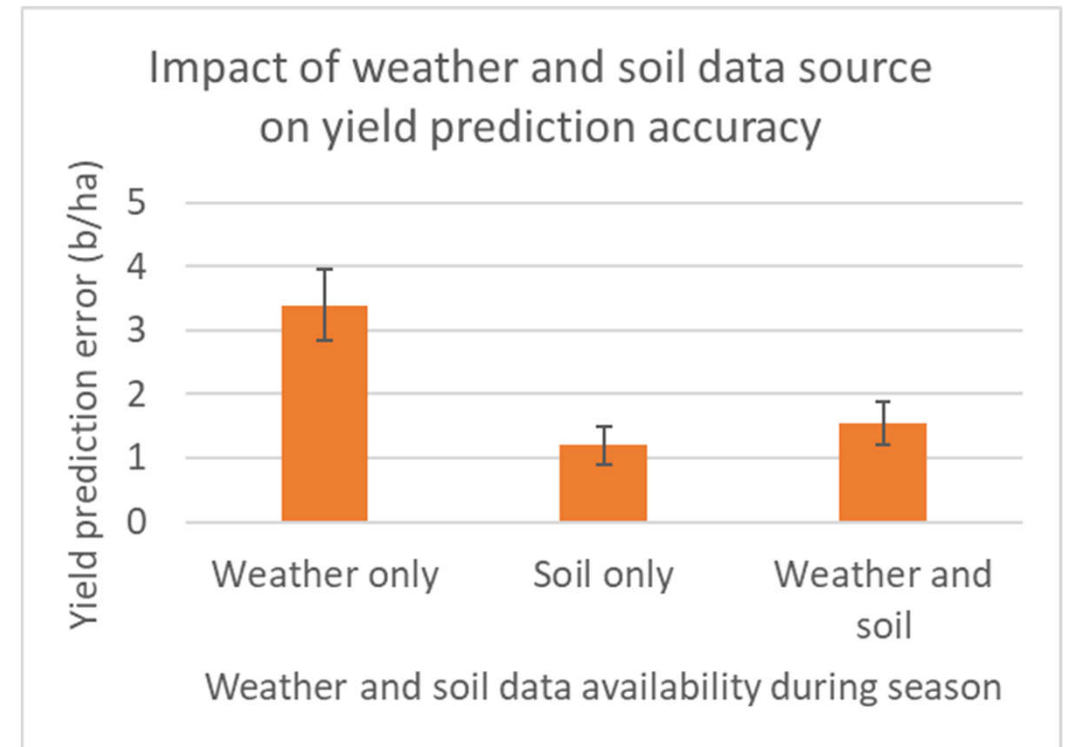 Impact of weather and soil data source
on yield prediction accuracy
Yield prediction error (b/ha)
5
4
3
2
1
0
Weather only
Soil only
Weather and
soil
Weather and soil data availability during season